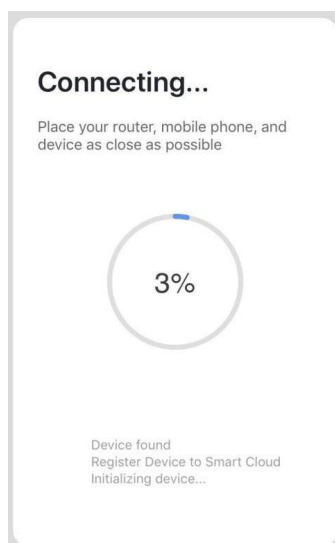 Connecting...
Place your router, mobile phone, and
device as close as possible
3%
Device found
Register Device to Smart Cloud
Initializing device...